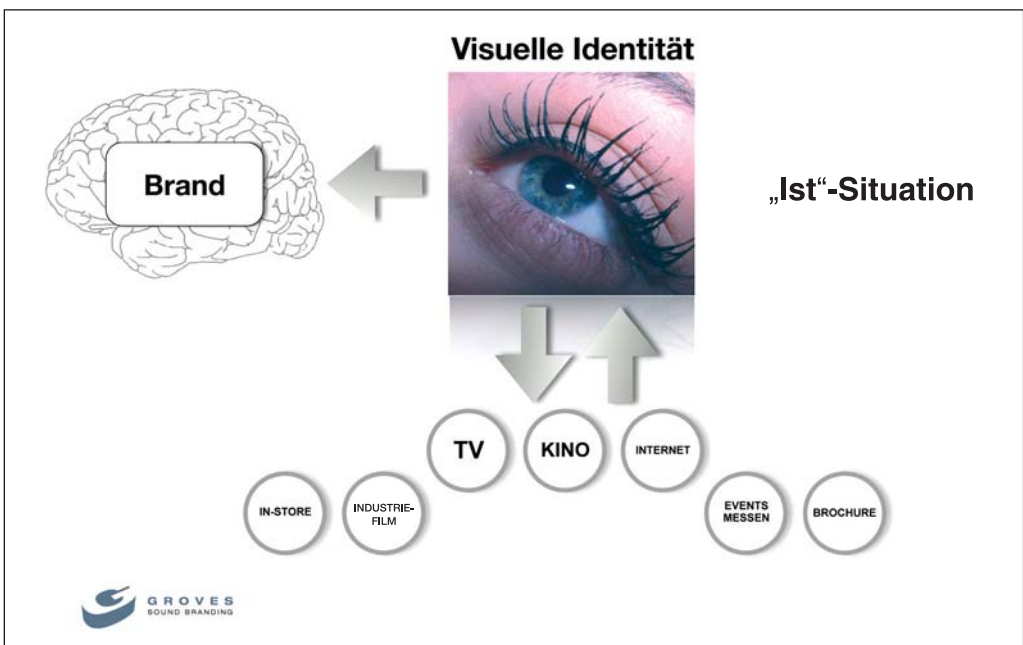 Visuelle Identität
Brand
„Ist“-Situation
TV
KINO
INTERNET
IN-STORE
INDUSTRIE-
FILM
EVENTS
MESSEN
BROCHURE
GROVES
SOUND BRANDING